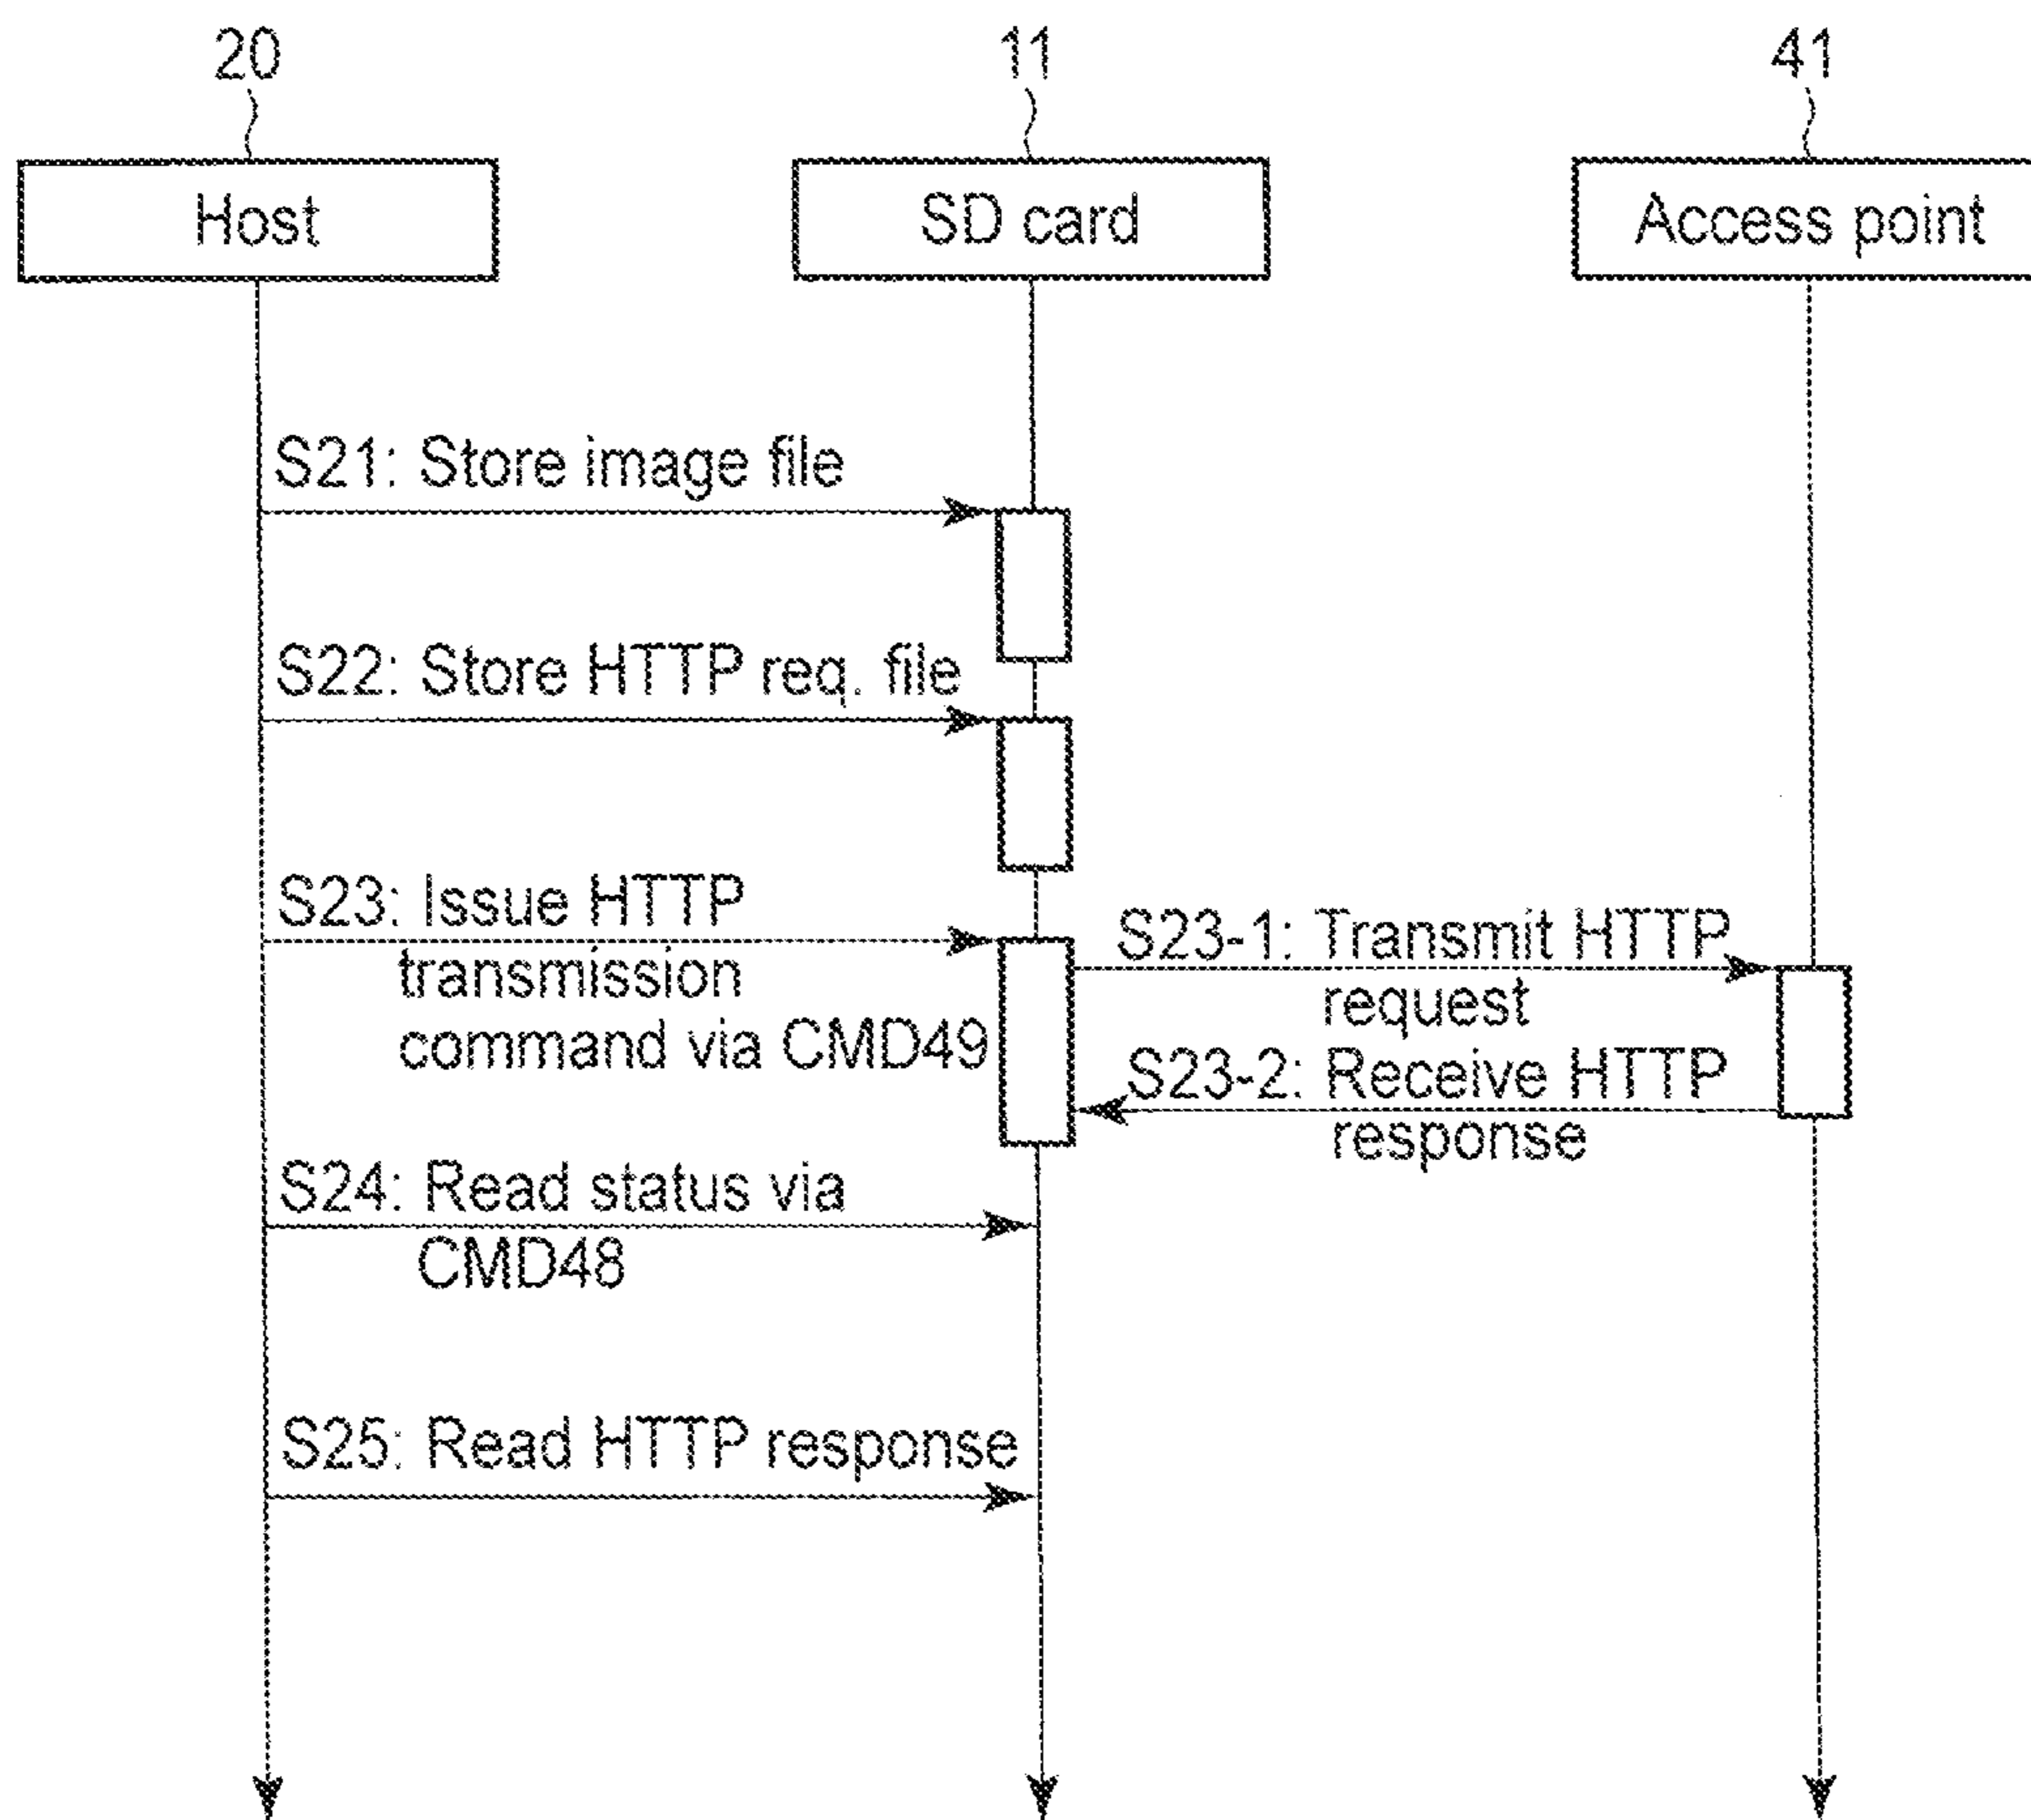 20
11
41
Host
SD card
Access point
S21: Store image file
S22: Store HTTP req. file
S23: Issue HTTP
transmission
command via CMD49
S23-1: Transmit HTTP
request
S23-2: Receive HTTP
response
S24: Read status via
CMD48
S25: Read HTTP response